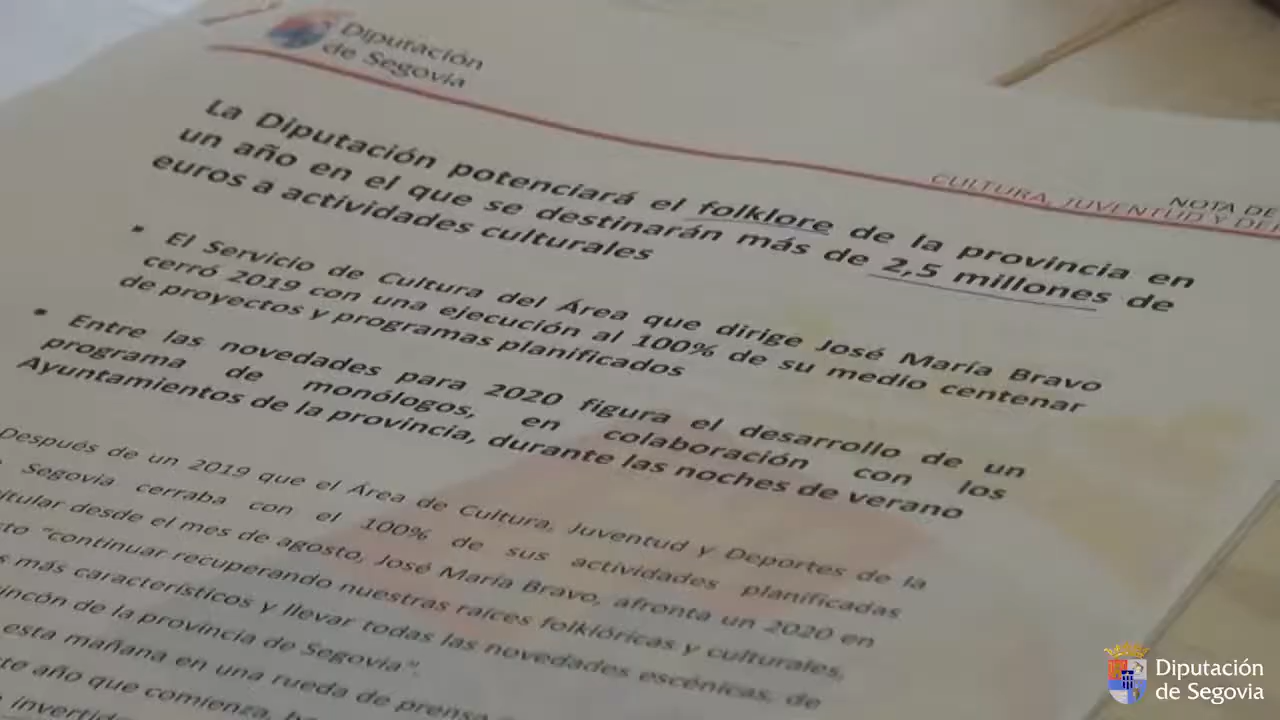 Diputación
de Segovia
CULTURA, JUVENTUD Y DE
NOTA DE
La Diputación potenciará el folklore de la provincia en
un año en el que se destinarán más de 2,5 millones de
euros a actividades culturales
• El Servicio de Cultura del Área que dirige José María Bravo
cerró 2019 con una ejecución al 100% de su medio centenar
de proyectos y programas planificados
• Entre las novedades para 2020 figura el desarrollo de un
programa de monólogos, en colaboración con los
Ayuntamientos de la provincia, durante las noches de verano
Después de un 2019 que el Área de Cultura, Juventud y Deportes de la
Segovia cerraba con el 100% de sus actividades planificadas
titular desde el mes de agosto, José María Bravo, afronta un 2020 en
"continuar recuperando nuestras raíces folklóricas y culturales,
más característicos y llevar todas las novedades escénicas, de
rincón de la provincia de Segovia".
esta mañana en una rueda de prensa
año que comienza,
Diputación
de Segovia